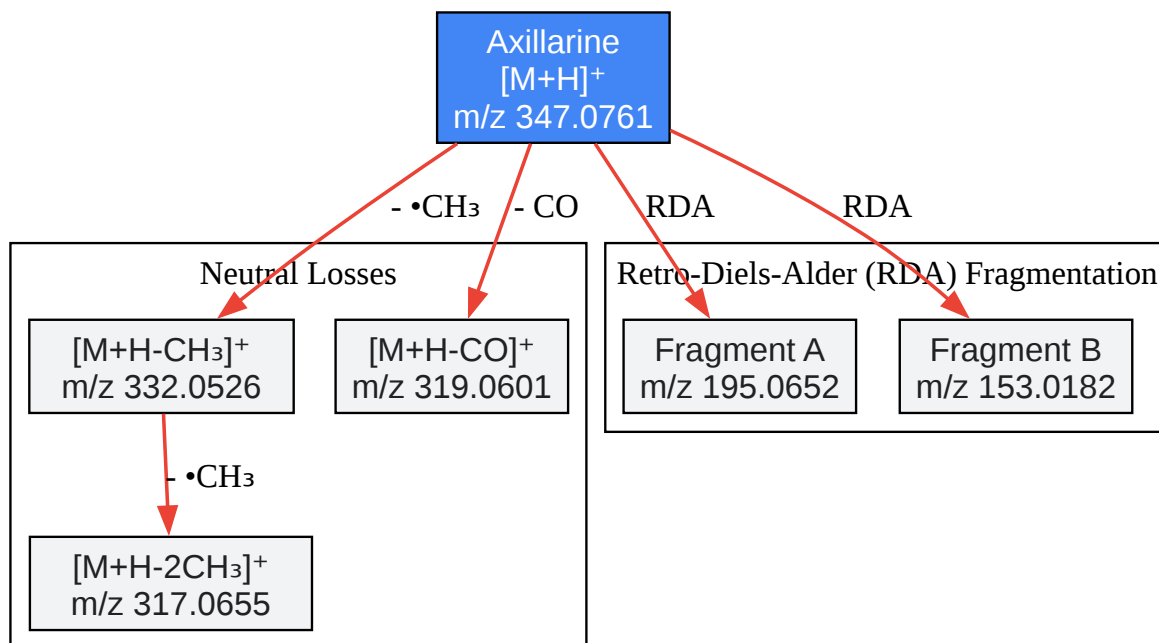 Axillarine
[M+H]⁺
m/z 347.0761
- •CH₃
- CO
RDA
RDA
Neutral Losses
Retro-Diels-Alder (RDA) Fragmentation
[M+H-CH₃]⁺
m/z 332.0526
[M+H-CO]⁺
m/z 319.0601
Fragment A
m/z 195.0652
Fragment B
m/z 153.0182
- •CH₃
[M+H-2CH₃]⁺
m/z 317.0655